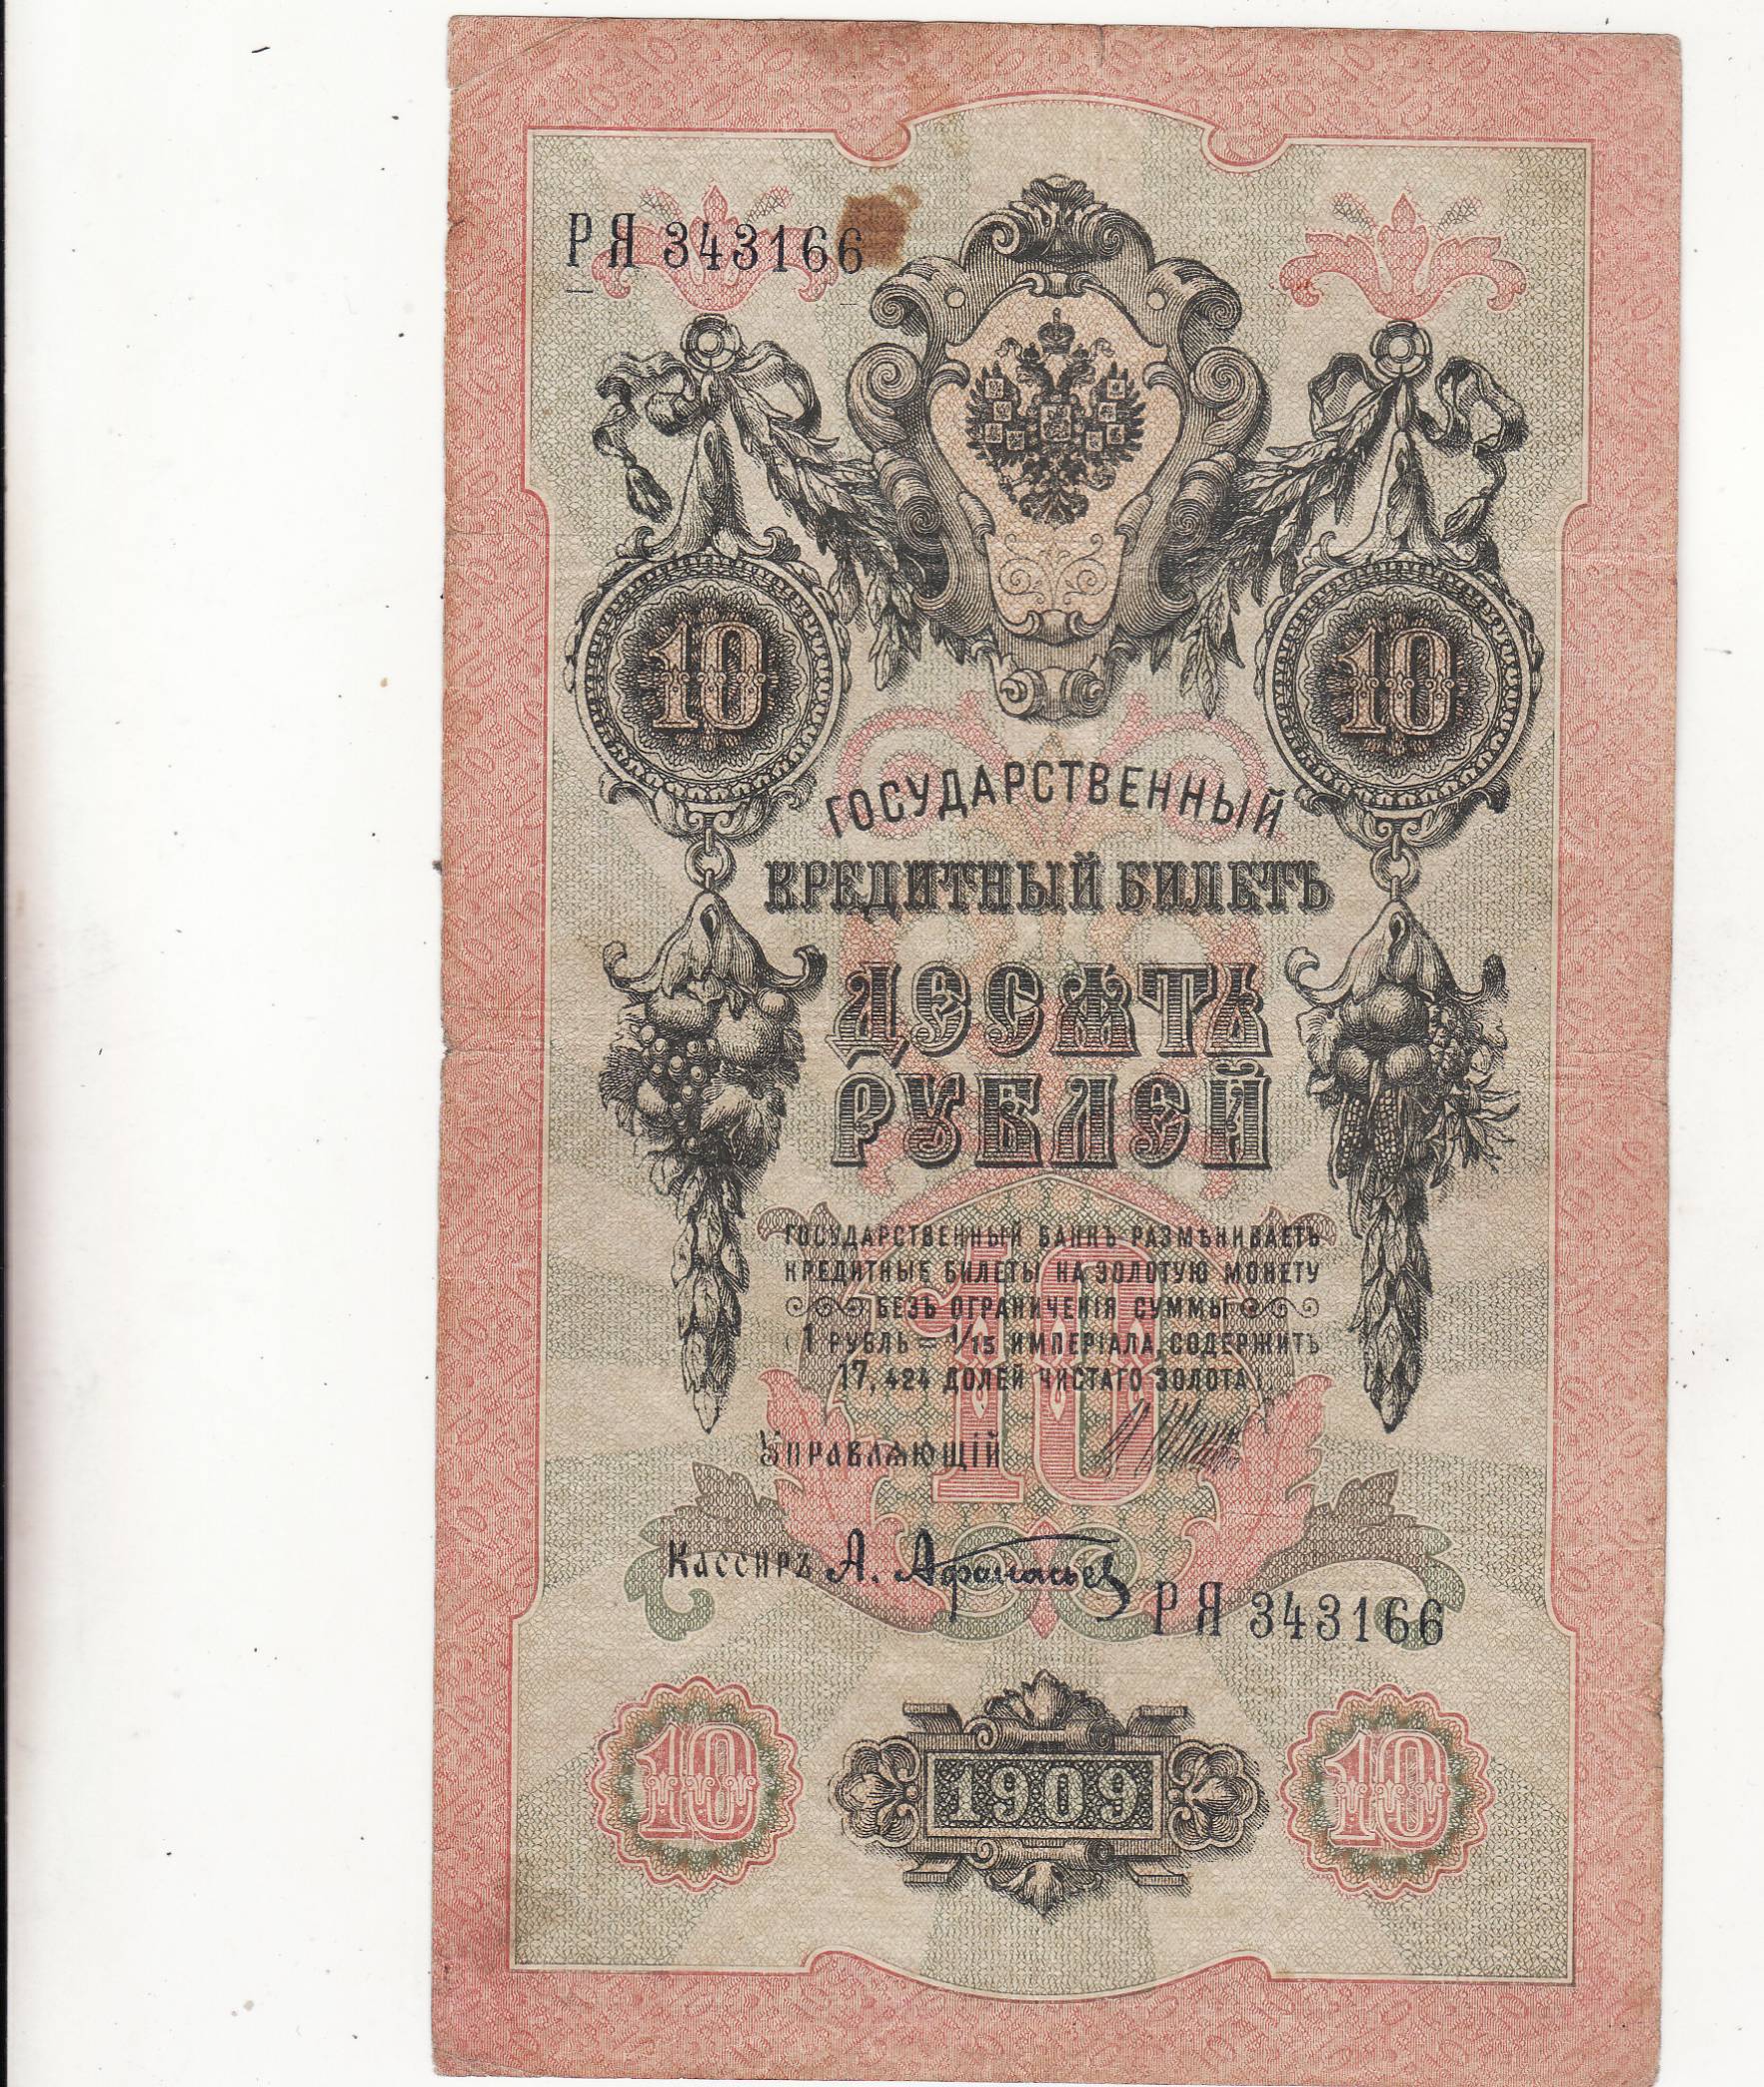 РЯ 343166
10 10
ГОСУДАРСТВЕННЫЙ
КРЕДИТНЫЙ БИЛЕТЪ
ДЕСЯТЬ
РУБЛЕЙ
ГОСУДАРСТВЕННЫЙ БАНКЪ РАЗМѢНИВАЕТЪ
КРЕДИТНЫЕ БИЛЕТЫ НА ЗОЛОТУЮ МОНЕТУ
БЕЗЪ ОГРАНИЧЕНІЯ СУММЫ
(1 РУБЛЬ = 1/15 ИМПЕРІАЛА, СОДЕРЖИТЪ
17,424 ДОЛЕЙ ЧИСТАГО ЗОЛОТА)
10
Управляющій
Кассиръ А. Афанасьев
РЯ 343166
10 1909 10